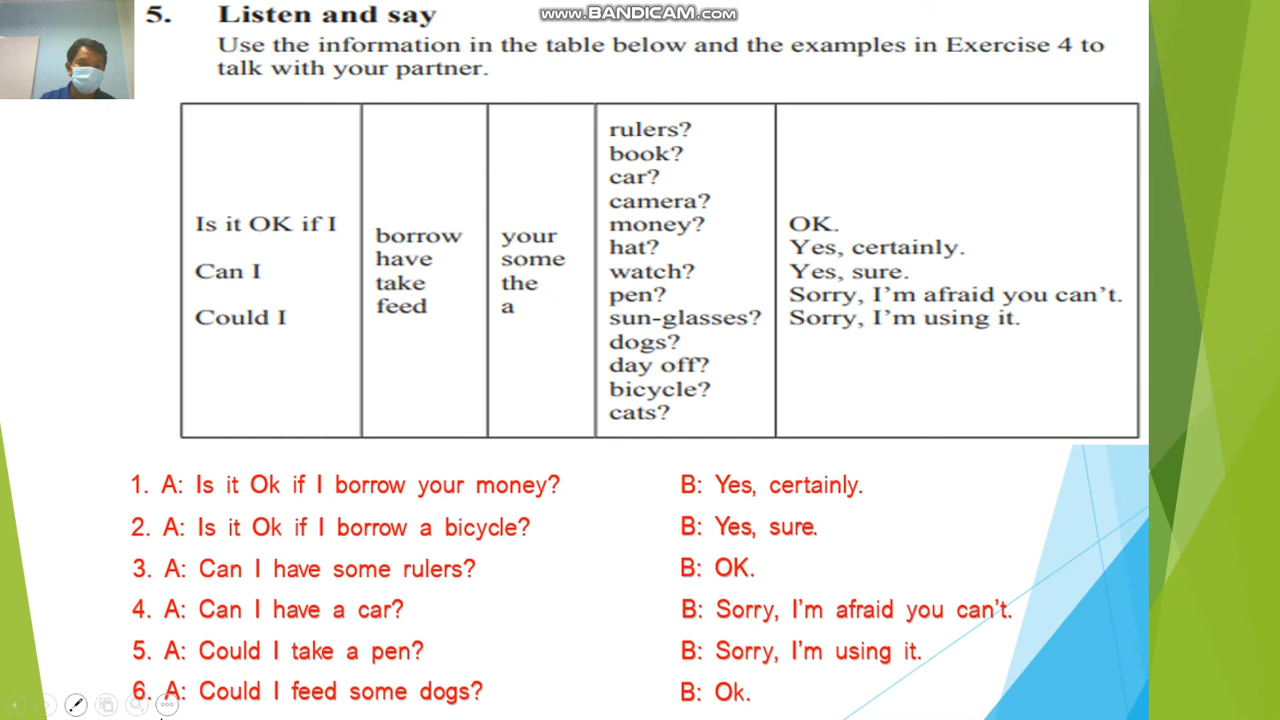 www.BANDICAM.com
5. Listen and say
Use the information in the table below and the examples in Exercise 4 to
talk with your partner.
Is it OK if I
Can I
Could I
borrow
have
take
feed
your
some
the
a
rulers?
book?
car?
camera?
money?
hat?
watch?
pen?
sun-glasses?
dogs?
day off?
bicycle?
cats?
OK.
Yes, certainly.
Yes, sure.
Sorry, I'm afraid you can't.
Sorry, I'm using it.
1. A: Is it Ok if I borrow your money? B: Yes, certainly.
2. A: Is it Ok if I borrow a bicycle? B: Yes, sure.
3. A: Can I have some rulers? B: OK.
4. A: Can I have a car? B: Sorry, I'm afraid you can't.
5. A: Could I take a pen? B: Sorry, I'm using it.
6. A: Could I feed some dogs? B: Ok.